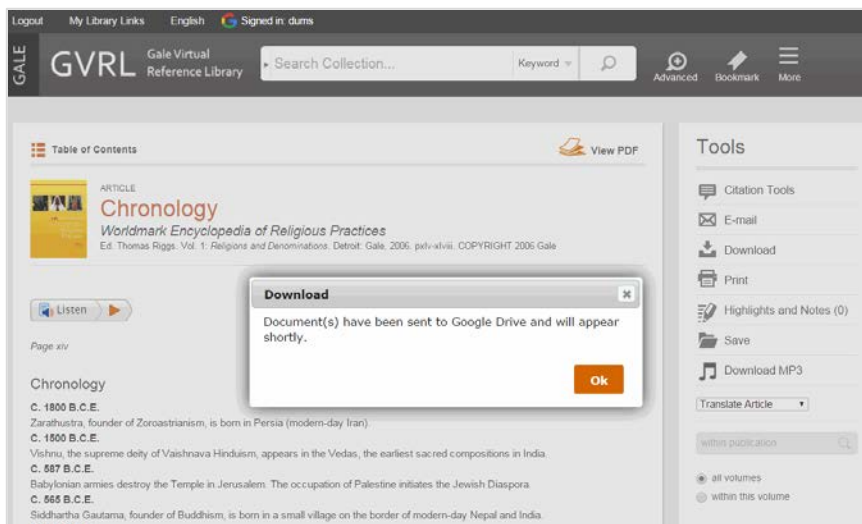 Logout My Library Links English Signed in: dums
GALE
GVRL Gale Virtual Reference Library
Search Collection... Keyword
Advanced Bookmark More
Table of Contents View PDF
ARTICLE
Chronology
Worldmark Encyclopedia of Religious Practices
Ed. Thomas Riggs. Vol. 1: Religions and Denominations. Detroit: Gale, 2006. pxlv-xlviii. COPYRIGHT 2006 Gale
Listen
Page xiv
Chronology
C. 1800 B.C.E.
Zarathustra, founder of Zoroastrianism, is born in Persia (modern-day Iran).
C. 1500 B.C.E.
Vishnu, the supreme deity of Vaishnava Hinduism, appears in the Vedas, the earliest sacred compositions in India.
C. 587 B.C.E.
Babylonian armies destroy the Temple in Jerusalem. The occupation of Palestine initiates the Jewish Diaspora.
C. 565 B.C.E.
Siddhartha Gautama, founder of Buddhism, is born in a small village on the border of modern-day Nepal and India.
Download
Document(s) have been sent to Google Drive and will appear
shortly.
Ok
Tools
Citation Tools
E-mail
Download
Print
Highlights and Notes (0)
Save
Download MP3
Translate Article
within publication
all volumes
within this volume